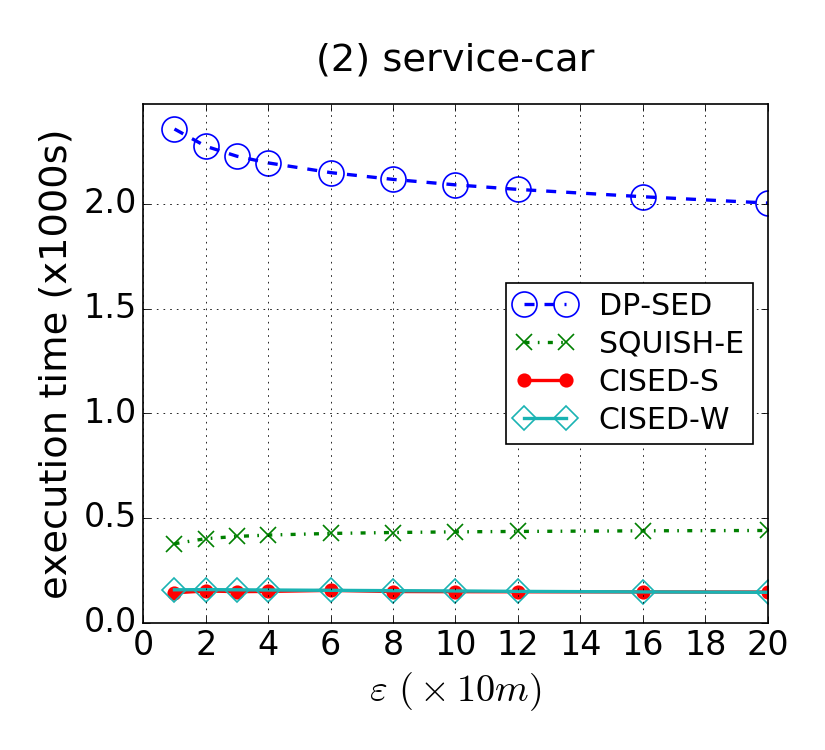 (2) service-car
execution time (x1000s)
2.0
1.5
1.0
0.5
0.0
DP-SED
SQUISH-E
CISED-S
CISED-W
0 2 4 6 8 10 12 14 16 18 20
ε (×10m)